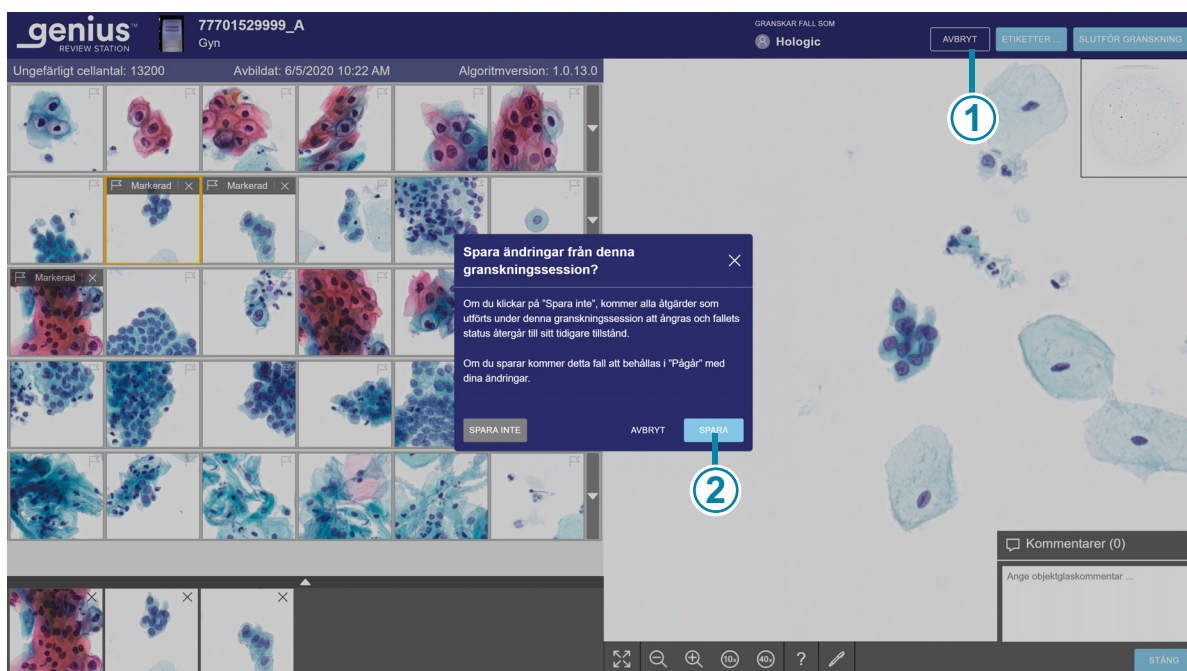 genius™
REVIEW STATION
77701529999_A
Gyn
GRANSKAR FALL SOM
Hologic
AVBRYT
ETIKETTER ...
SLUTFÖR GRANSKNING
Ungefärligt cellantal: 13200
Avbildat: 6/5/2020 10:22 AM
Algoritmversion: 1.0.13.0
1
Markerad
Markerad
Markerad
Spara ändringar från denna
granskningssession?
Om du klickar på "Spara inte", kommer alla åtgärder som
utförts under denna granskningssession att ångras och fallets
status återgår till sitt tidigare tillstånd.
Om du sparar kommer detta fall att behållas i "Pågår" med
dina ändringar.
SPARA INTE
AVBRYT
SPARA
2
Kommentarer (0)
Ange objektglaskommentar ...
10x
40x
?
STÄNG